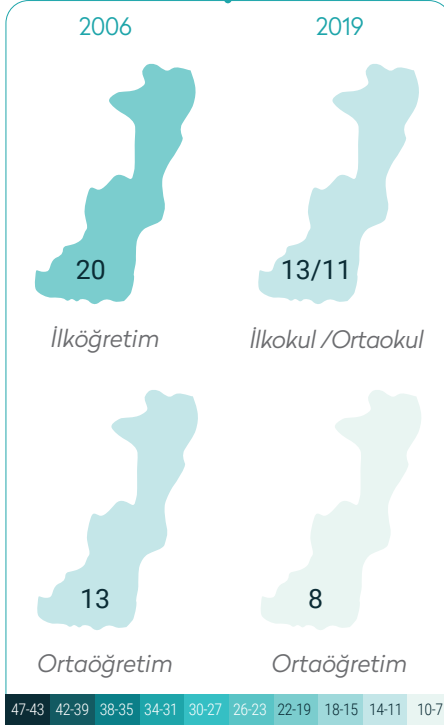 2006 2019
20 13/11
İlköğretim İlkokul /Ortaokul
13 8
Ortaöğretim Ortaöğretim
47-43 42-39 38-35 34-31 30-27 26-23 22-19 18-15 14-11 10-7